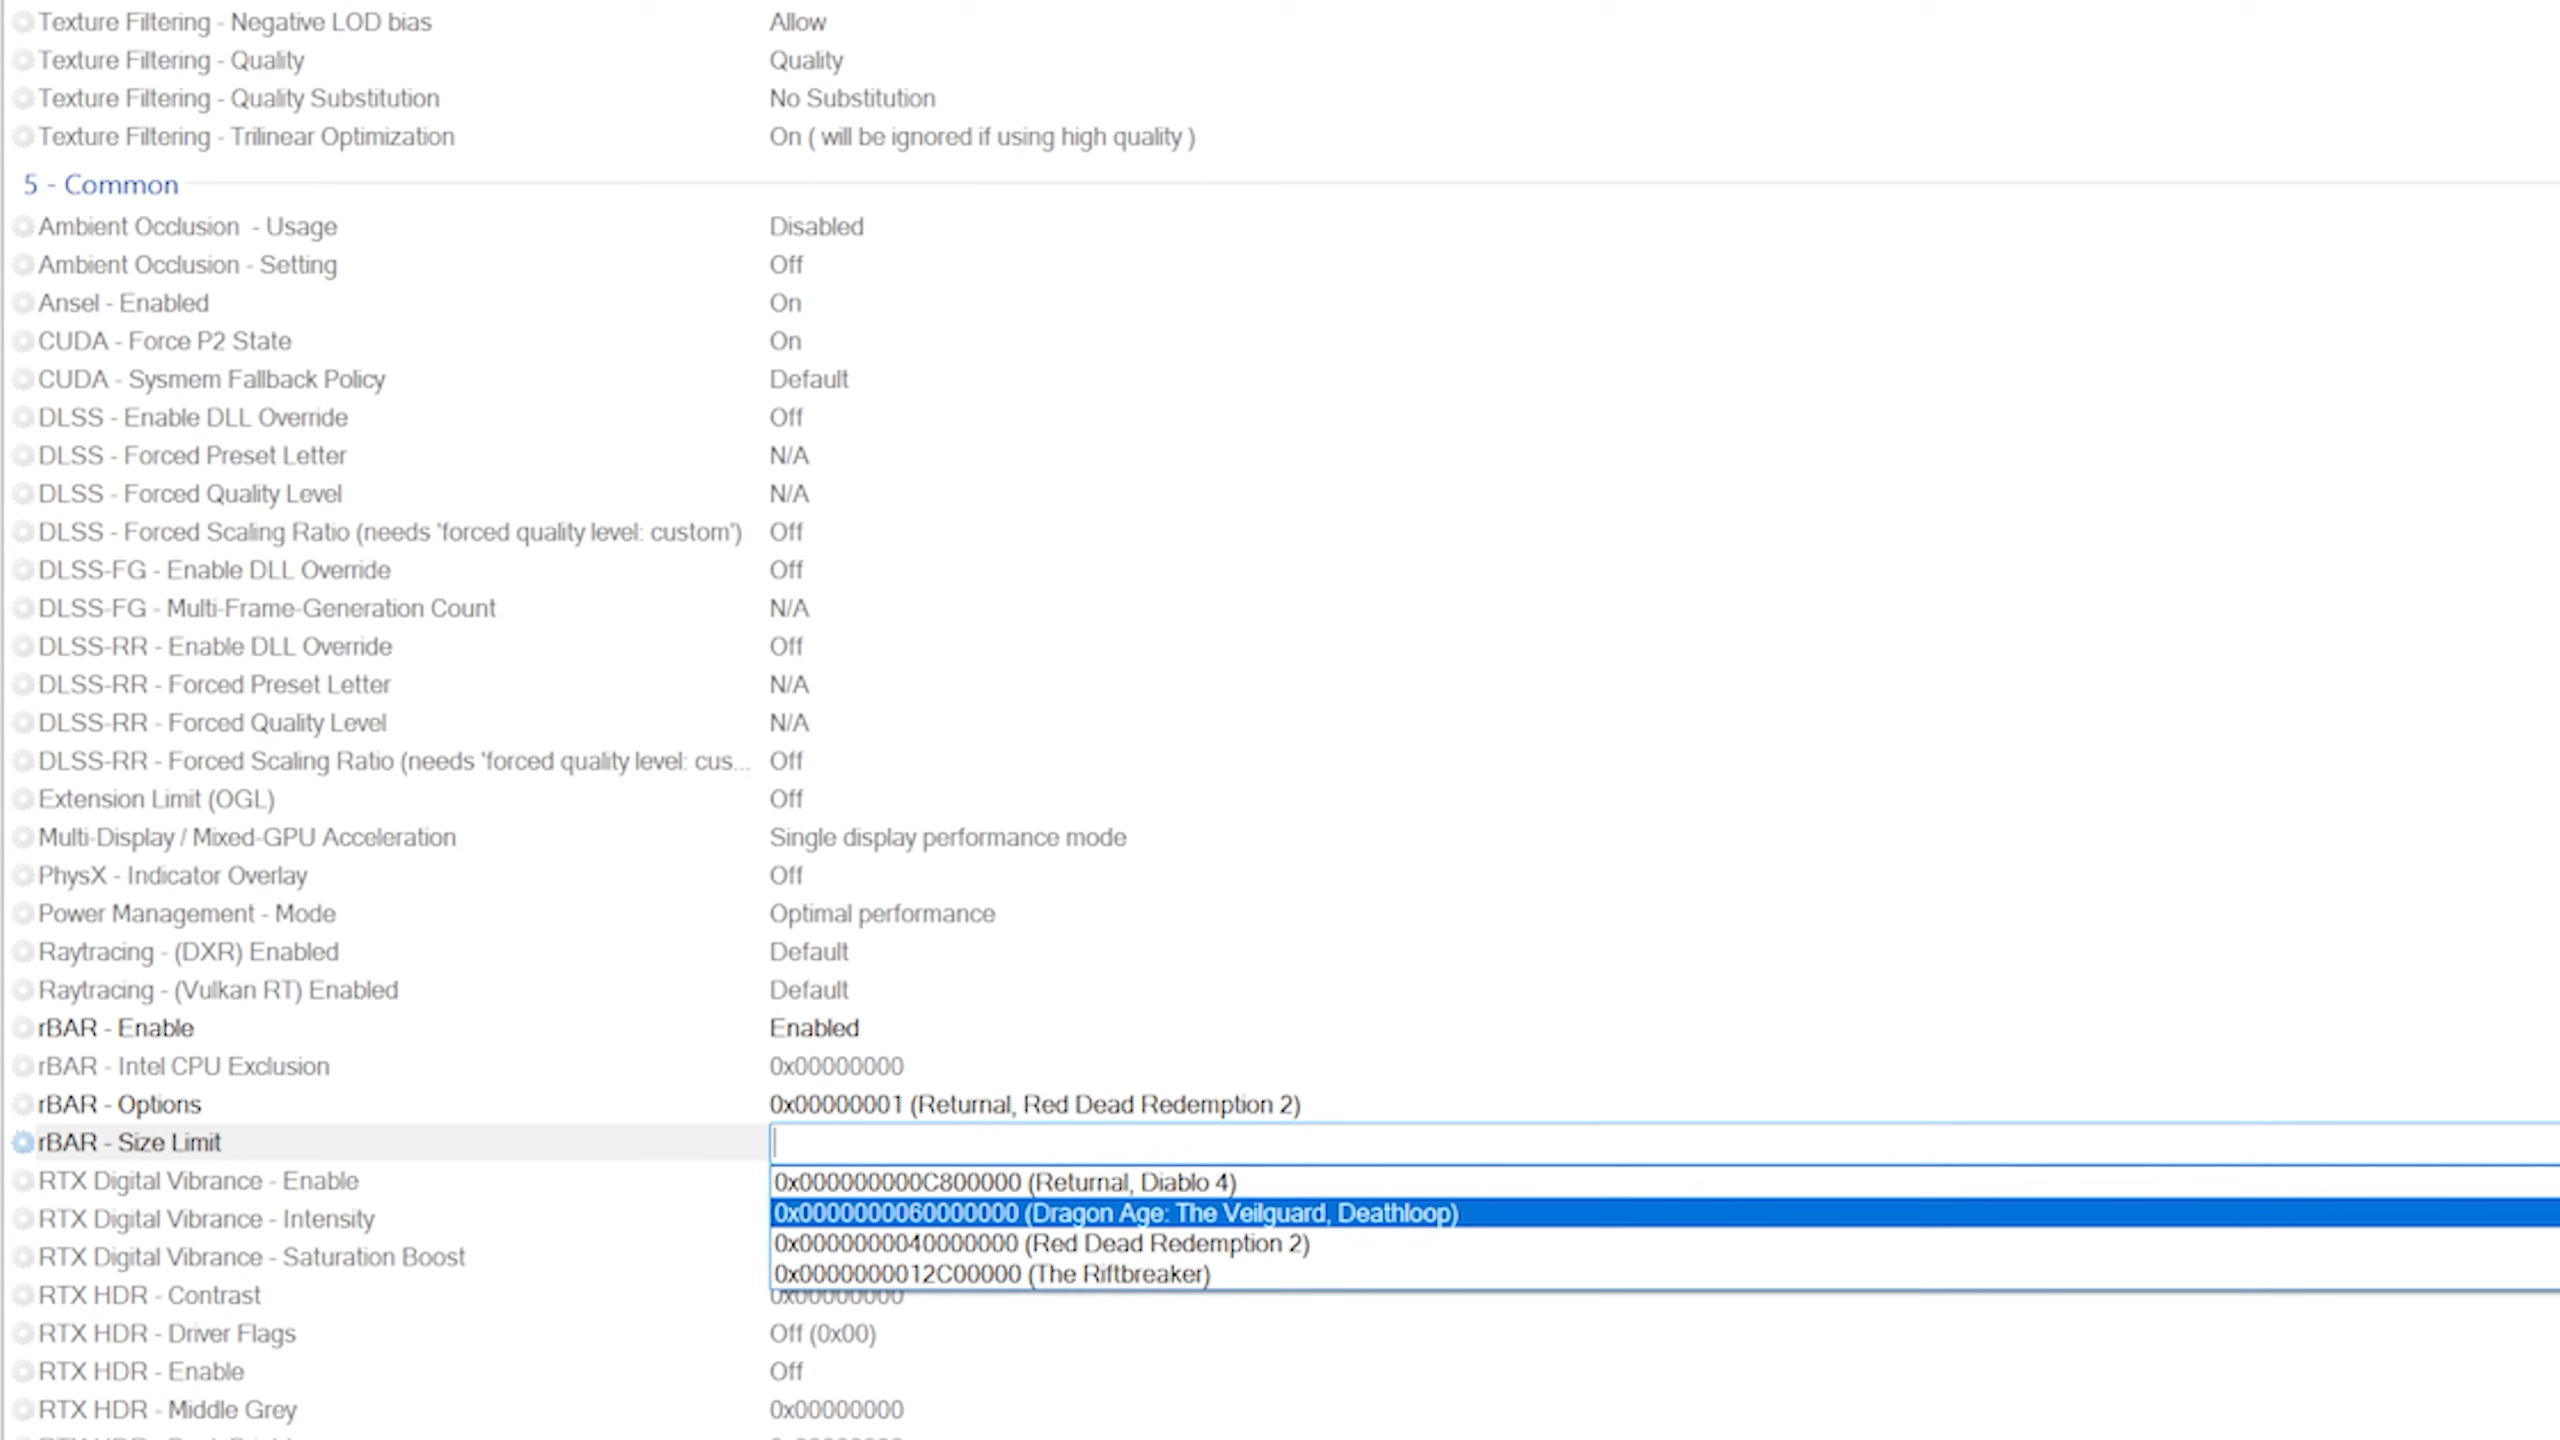 Texture Filtering - Negative LOD bias Allow
Texture Filtering - Quality Quality
Texture Filtering - Quality Substitution No Substitution
Texture Filtering - Trilinear Optimization On ( will be ignored if using high quality )
5 - Common
Ambient Occlusion - Usage Disabled
Ambient Occlusion - Setting Off
Ansel - Enabled On
CUDA - Force P2 State On
CUDA - Sysmem Fallback Policy Default
DLSS - Enable DLL Override Off
DLSS - Forced Preset Letter N/A
DLSS - Forced Quality Level N/A
DLSS - Forced Scaling Ratio (needs 'forced quality level: custom') Off
DLSS-FG - Enable DLL Override Off
DLSS-FG - Multi-Frame-Generation Count N/A
DLSS-RR - Enable DLL Override Off
DLSS-RR - Forced Preset Letter N/A
DLSS-RR - Forced Quality Level N/A
DLSS-RR - Forced Scaling Ratio (needs 'forced quality level: cus... Off
Extension Limit (OGL) Off
Multi-Display / Mixed-GPU Acceleration Single display performance mode
PhysX - Indicator Overlay Off
Power Management - Mode Optimal performance
Raytracing - (DXR) Enabled Default
Raytracing - (Vulkan RT) Enabled Default
rBAR - Enable Enabled
rBAR - Intel CPU Exclusion 0x00000000
rBAR - Options 0x00000001 (Returnal, Red Dead Redemption 2)
rBAR - Size Limit
RTX Digital Vibrance - Enable 0x000000000C800000 (Returnal, Diablo 4)
0x0000000060000000 (Dragon Age: The Veilguard, Deathloop)
RTX Digital Vibrance - Intensity
0x0000000040000000 (Red Dead Redemption 2)
RTX Digital Vibrance - Saturation Boost
0x0000000012C00000 (The Riftbreaker)
RTX HDR - Contrast 0x00000000
RTX HDR - Driver Flags Off (0x00)
RTX HDR - Enable Off
RTX HDR - Middle Grey 0x00000000